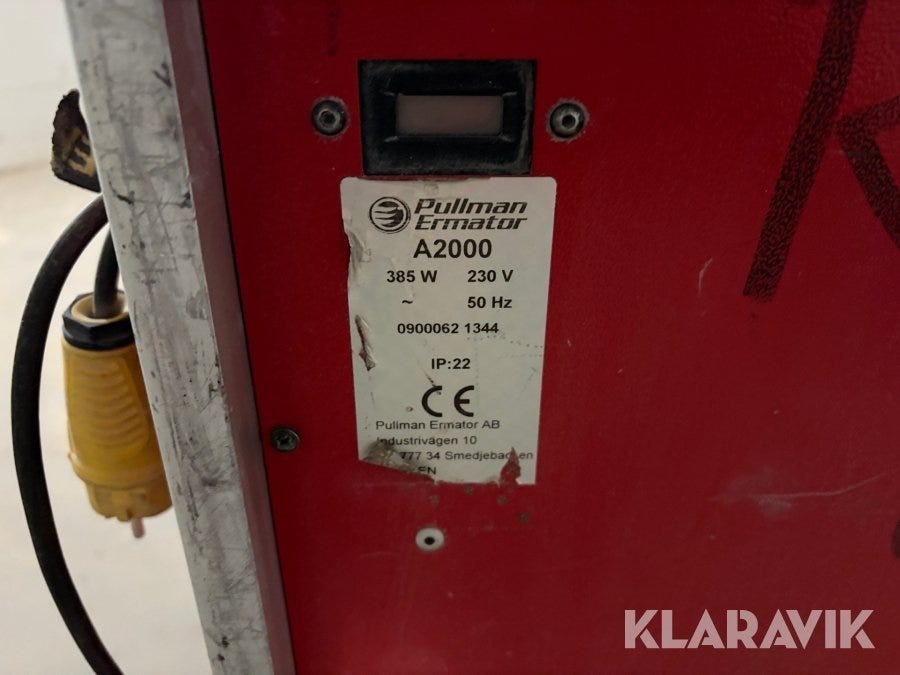 Pullman
Ermator
A2000
385 W 230 V
~ 50 Hz
0900062 1344
IP:22
CE
Pullman Ermator AB
Industrivägen 10
777 34 Smedjebacken
EN
KLARAVIK